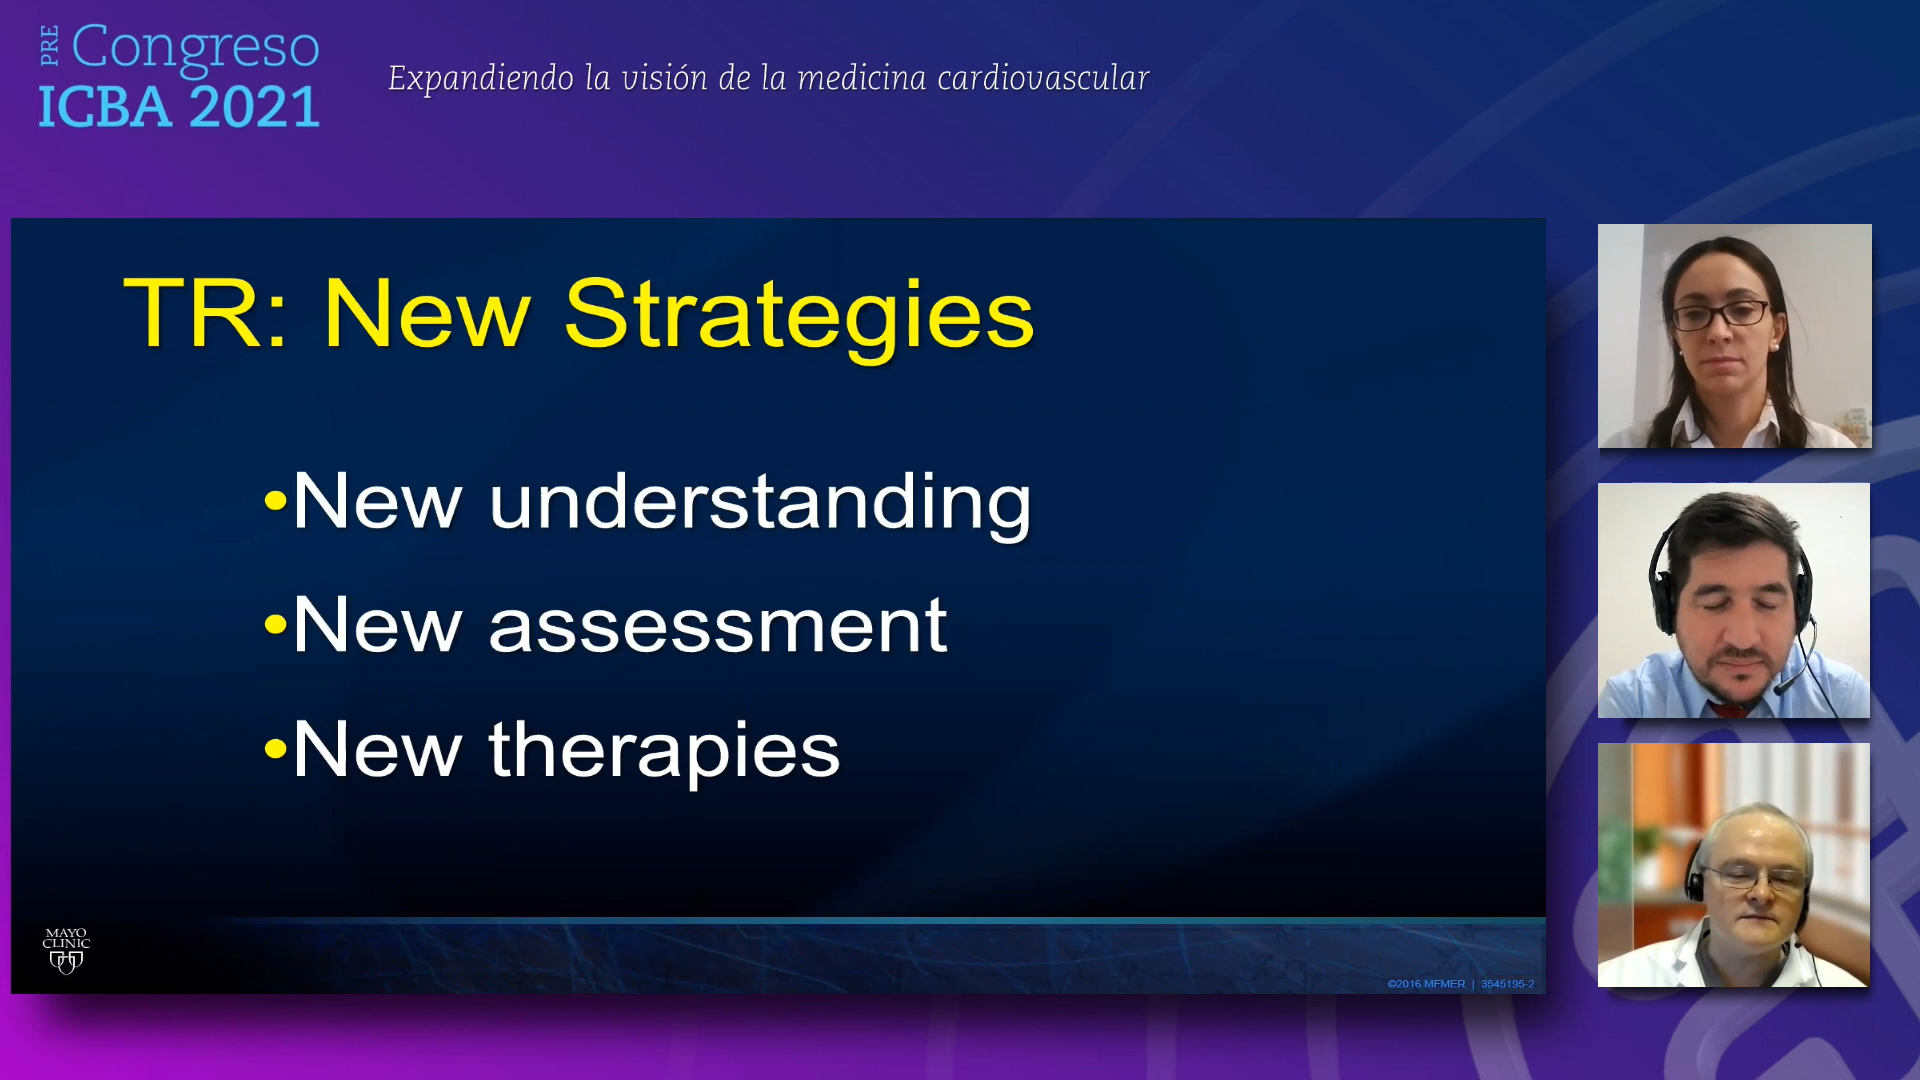 PRE
Congreso
ICBA 2021
Expandiendo la visión de la medicina cardiovascular
TR: New Strategies
•New understanding
•New assessment
•New therapies
MAYO
CLINIC
©2016 MFMER | 3545195-2